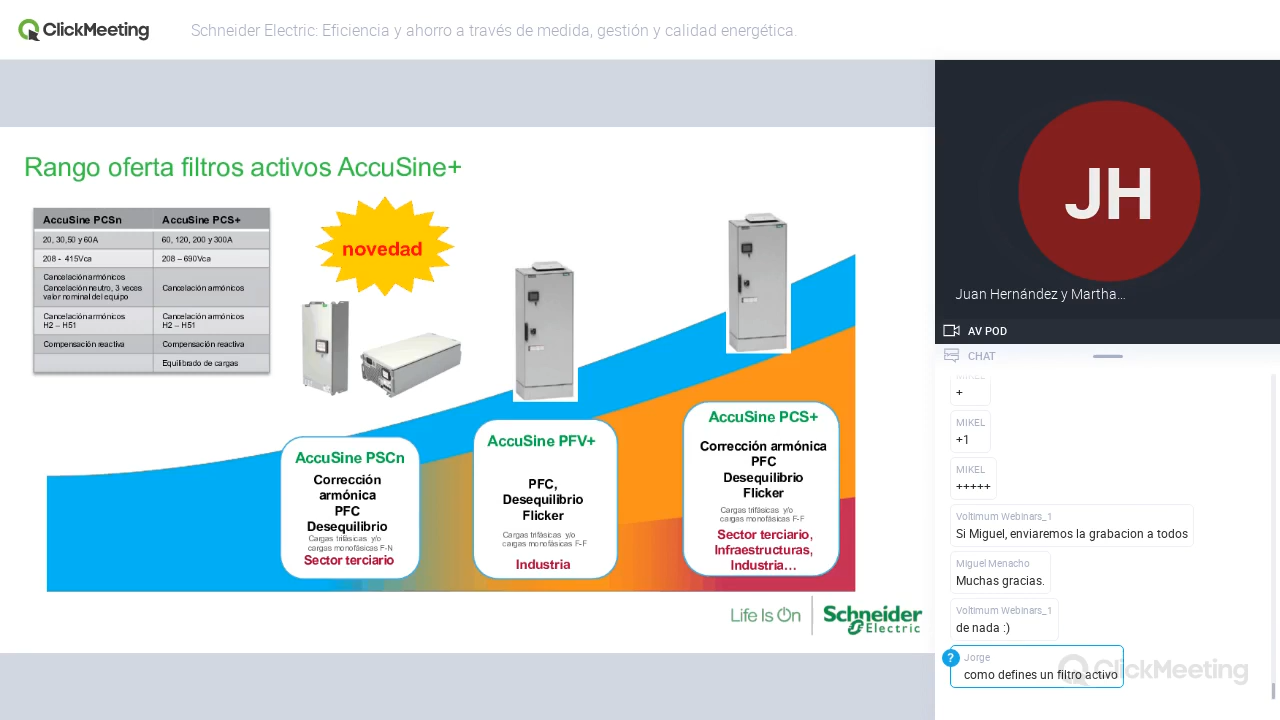 ClickMeeting
Schneider Electric: Eficiencia y ahorro a través de medida, gestión y calidad energética.
Rango oferta filtros activos AccuSine+
AccuSine PCSn AccuSine PCS+
20, 30,50 y 60A 60, 120, 200 y 300A
208 - 415Vca 208 – 690Vca
Cancelación armónicos
Cancelación neutro, 3 veces
valor nominal del equipo
Cancelación armónicos
Cancelación armónicos
H2 – H51
Cancelación armónicos
H2 – H51
Compensación reactiva Compensación reactiva
Equilibrado de cargas
novedad
AccuSine PSCn
Corrección
armónica
PFC
Desequilibrio
Cargas trifásicas y/o
cargas monofásicas F-N
Sector terciario
AccuSine PFV+
PFC,
Desequilibrio
Flicker
Cargas trifásicas y/o
cargas monofásicas F-F
Industria
AccuSine PCS+
Corrección armónica
PFC
Desequilibrio
Flicker
Cargas trifásicas y/o
cargas monofásicas F-F
Sector terciario,
Infraestructuras,
Industria...
Life Is On
Schneider
Electric
JH
Juan Hernández y Martha...
AV POD
CHAT
MIKEL
+
MIKEL
+1
MIKEL
+++++
Voltimum Webinars_1
Si Miguel, enviaremos la grabacion a todos
Miguel Menacho
Muchas gracias.
Voltimum Webinars_1
de nada :)
?
Jorge
como defines un filtro activo
ClickMeeting